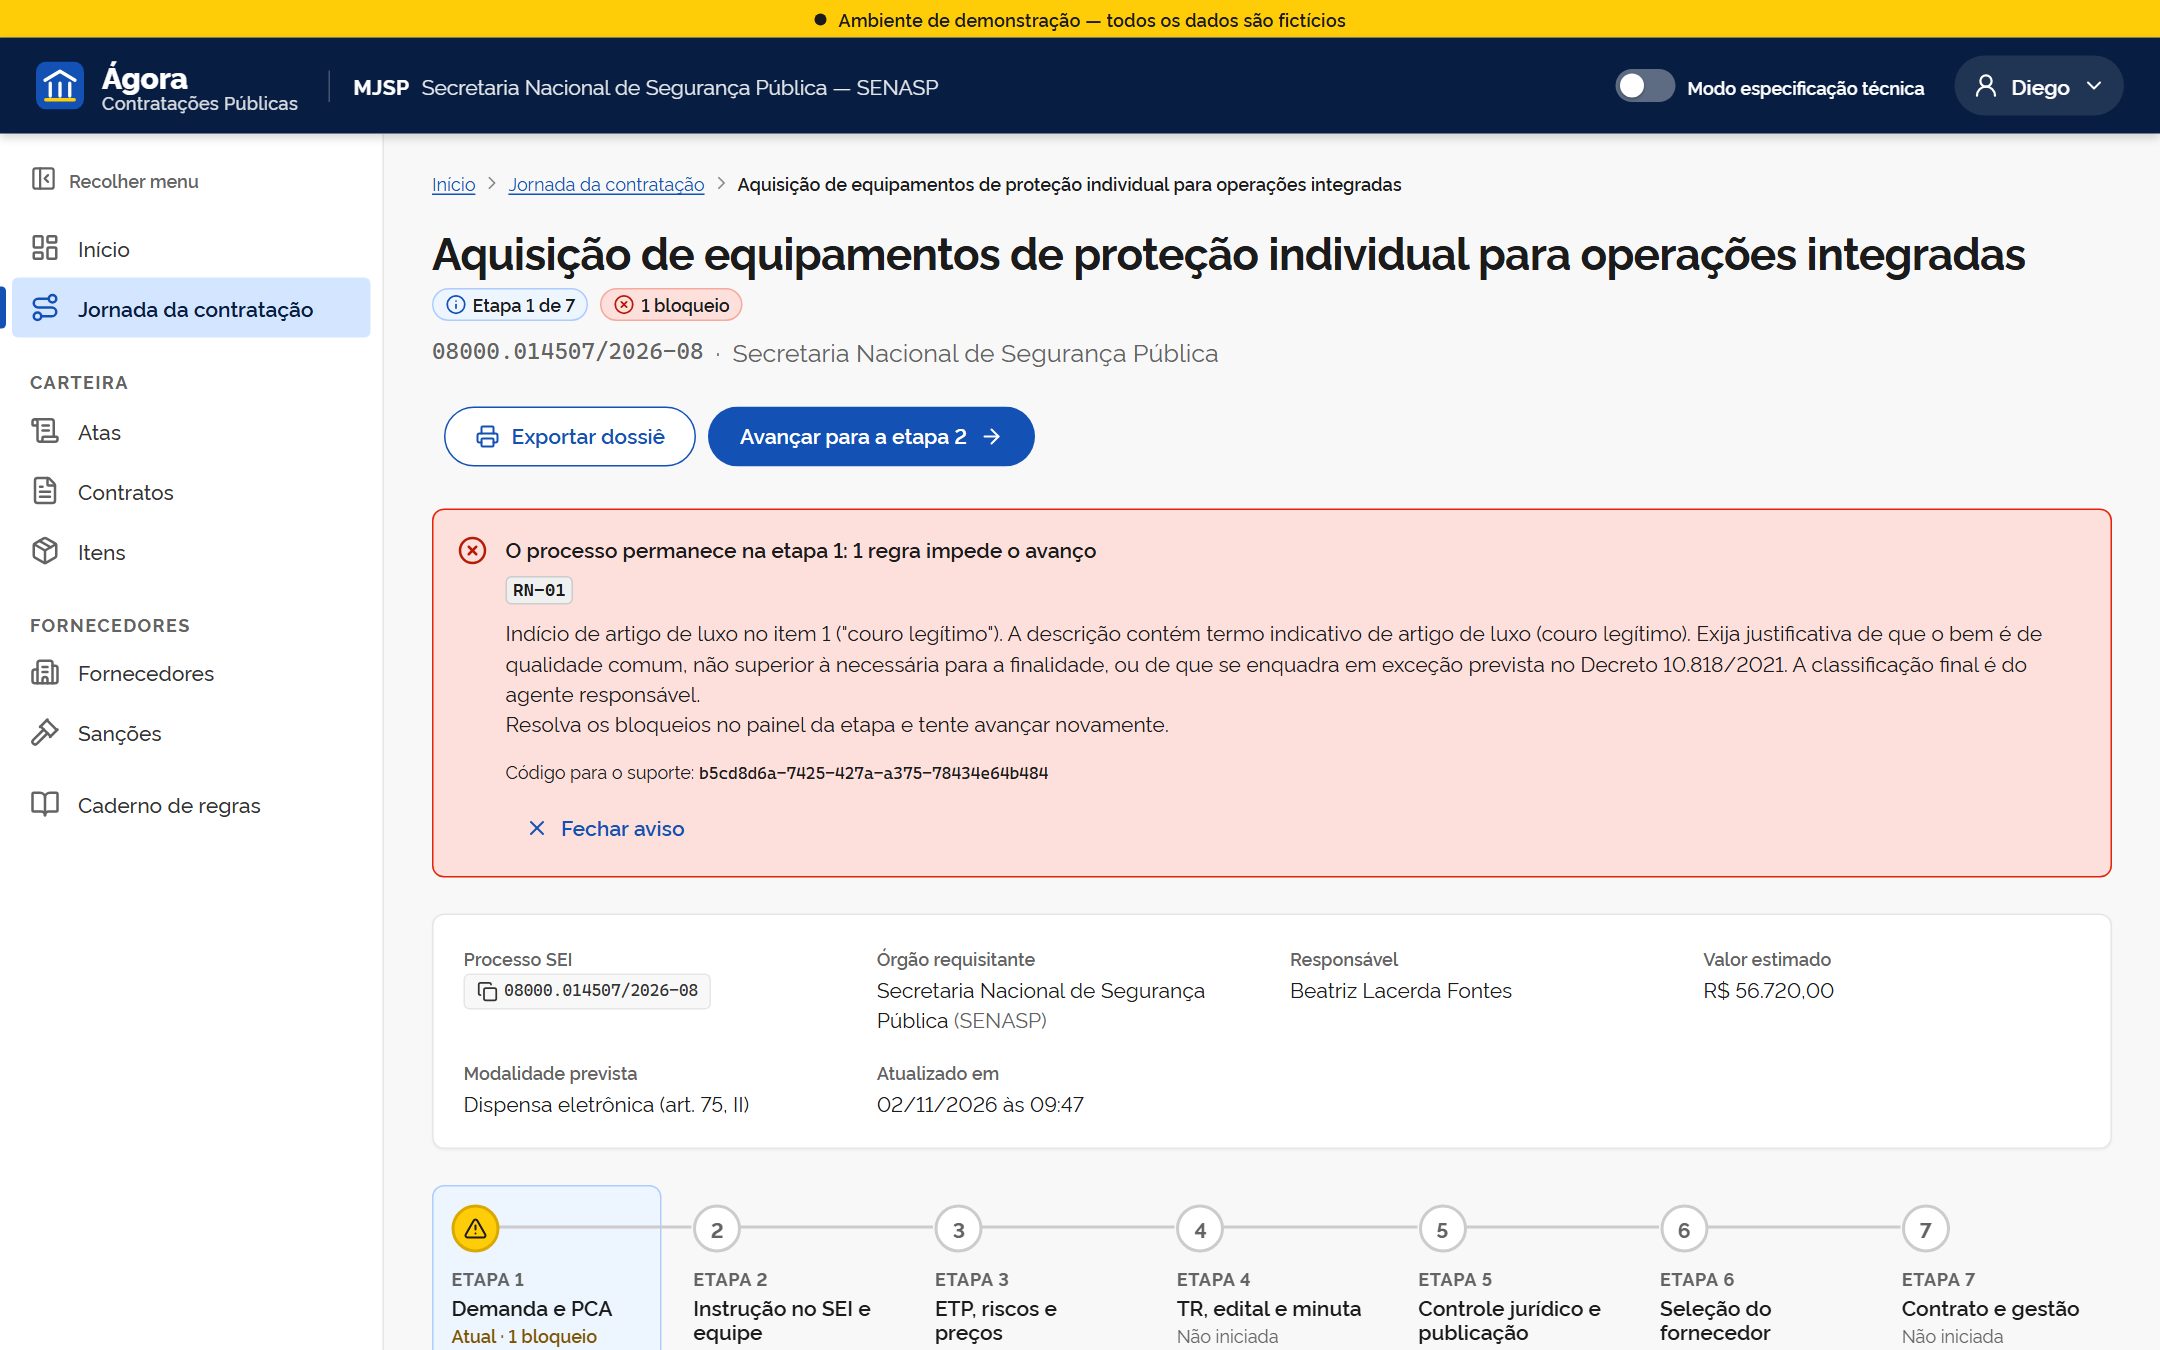 Ambiente de demonstração — todos os dados são fictícios
Ágora
Contratações Públicas
MJSP Secretaria Nacional de Segurança Pública — SENASP
Modo especificação técnica
Diego
Recolher menu
Início
Jornada da contratação
CARTEIRA
Atas
Contratos
Itens
FORNECEDORES
Fornecedores
Sanções
Caderno de regras
Início > Jornada da contratação > Aquisição de equipamentos de proteção individual para operações integradas
Aquisição de equipamentos de proteção individual para operações integradas
Etapa 1 de 7 1 bloqueio
08000.014507/2026-08 · Secretaria Nacional de Segurança Pública
Exportar dossiê Avançar para a etapa 2
O processo permanece na etapa 1: 1 regra impede o avanço
RN-01
Indício de artigo de luxo no item 1 ("couro legítimo"). A descrição contém termo indicativo de artigo de luxo (couro legítimo). Exija justificativa de que o bem é de
qualidade comum, não superior à necessária para a finalidade, ou de que se enquadra em exceção prevista no Decreto 10.818/2021. A classificação final é do
agente responsável.
Resolva os bloqueios no painel da etapa e tente avançar novamente.
Código para o suporte: b5cd8d6a-7425-427a-a375-78434e64b484
Fechar aviso
Processo SEI
08000.014507/2026-08
Órgão requisitante
Secretaria Nacional de Segurança
Pública (SENASP)
Responsável
Beatriz Lacerda Fontes
Valor estimado
R$ 56.720,00
Modalidade prevista
Dispensa eletrônica (art. 75, II)
Atualizado em
02/11/2026 às 09:47
ETAPA 1
Demanda e PCA
Atual · 1 bloqueio
2
ETAPA 2
Instrução no SEI e
equipe
3
ETAPA 3
ETP, riscos e
preços
4
ETAPA 4
TR, edital e minuta
Não iniciada
5
ETAPA 5
Controle jurídico e
publicação
6
ETAPA 6
Seleção do
fornecedor
7
ETAPA 7
Contrato e gestão
Não iniciada